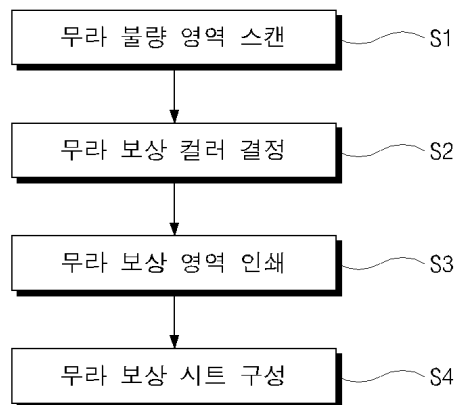 무라 불량 영역 스캔 S1
무라 보상 컬러 결정 S2
무라 보상 영역 인쇄 S3
무라 보상 시트 구성 S4